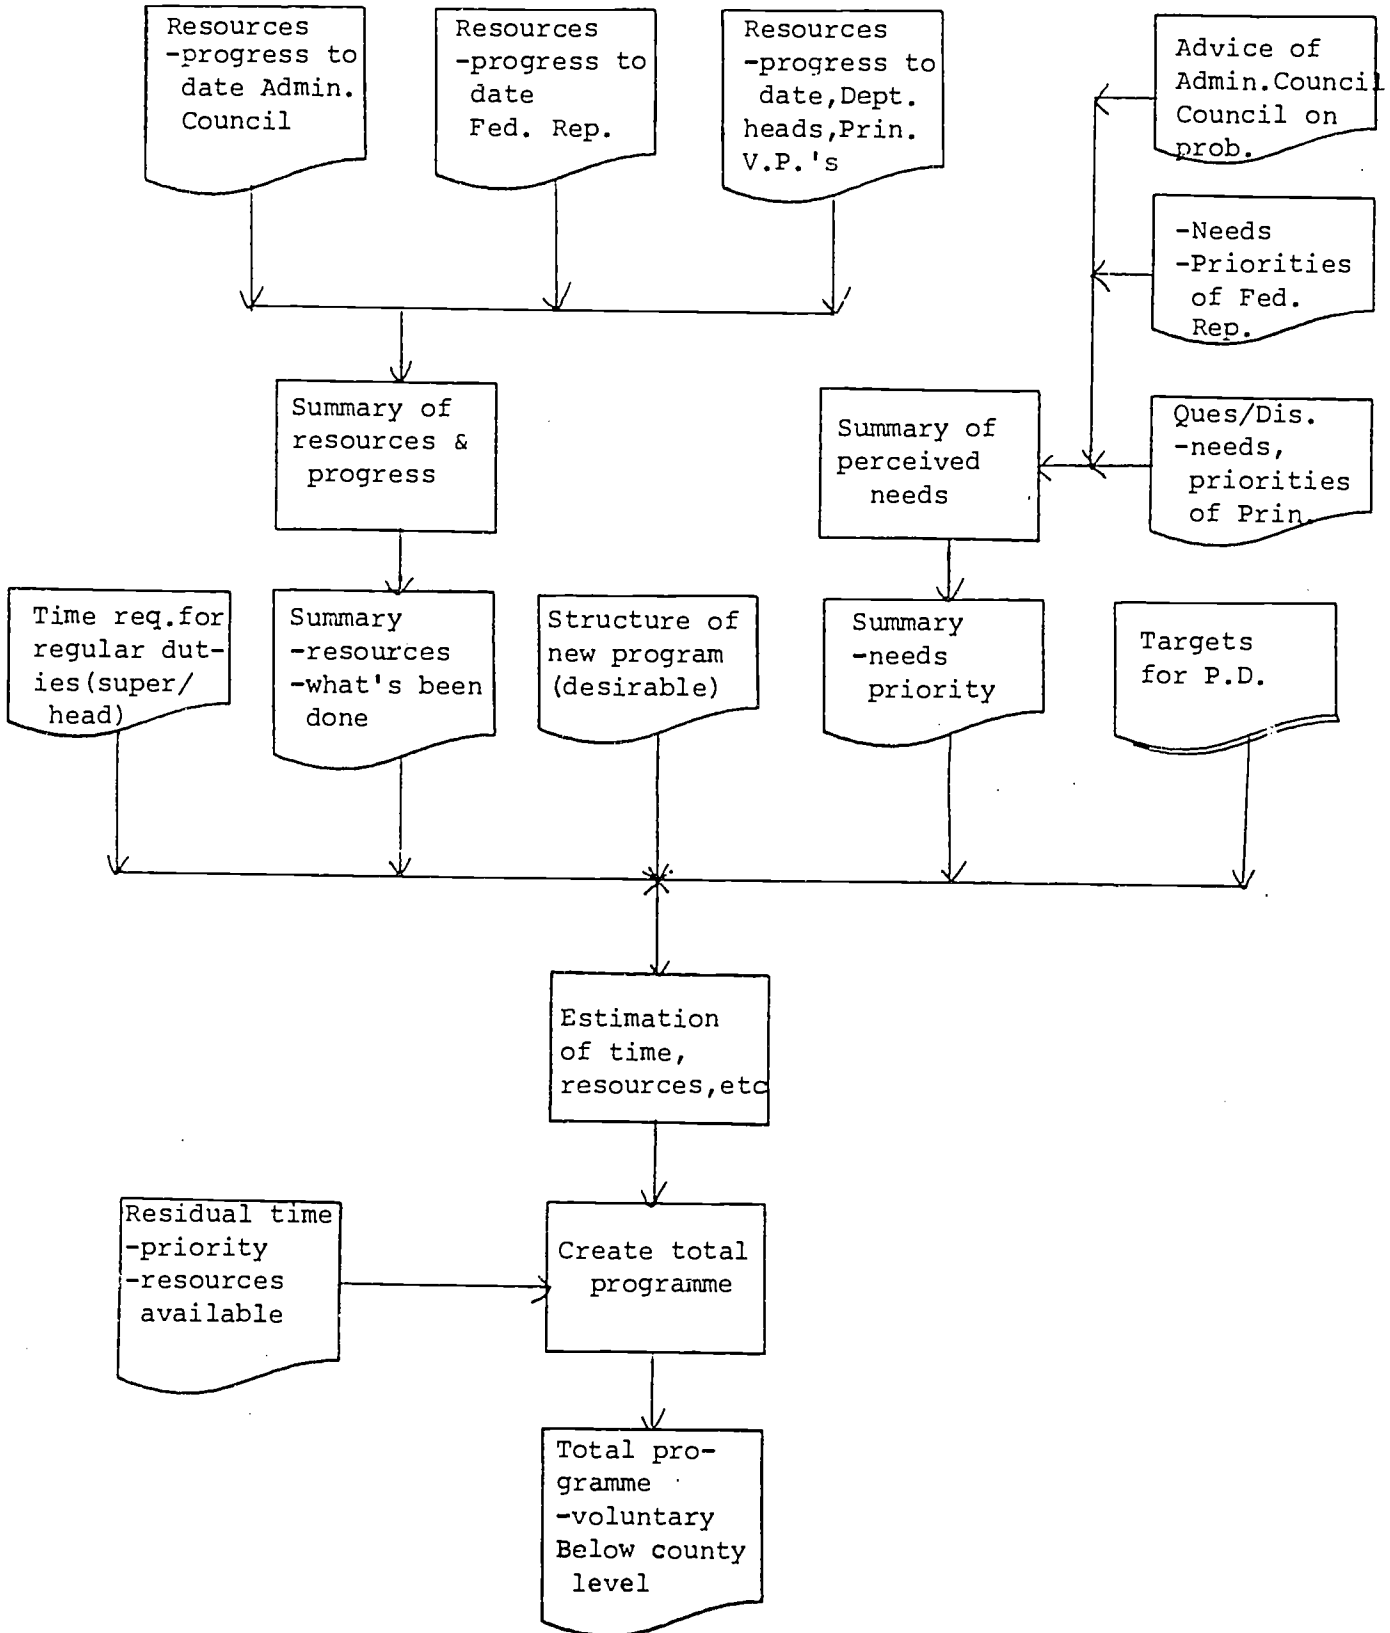 Resources
-progress to
date Admin.
Council
Resources
-progress to
date
Fed. Rep.
Resources
-progress to
date,Dept.
heads,Prin.
V.P.'s
Advice of
Admin.Council
Council on
prob.
-Needs
-Priorities
of Fed.
Rep.
Ques/Dis.
-needs,
priorities
of Prin.
Summary of
resources &
progress
Summary of
perceived
needs
Time req.for
regular dut-
ies(super/
head)
Summary
-resources
-what's been
done
Structure of
new program
(desirable)
Summary
-needs
priority
Targets
for P.D.
Estimation
of time,
resources,etc
Residual time
-priority
-resources
available
Create total
programme
Total pro-
gramme
-voluntary
Below county
level